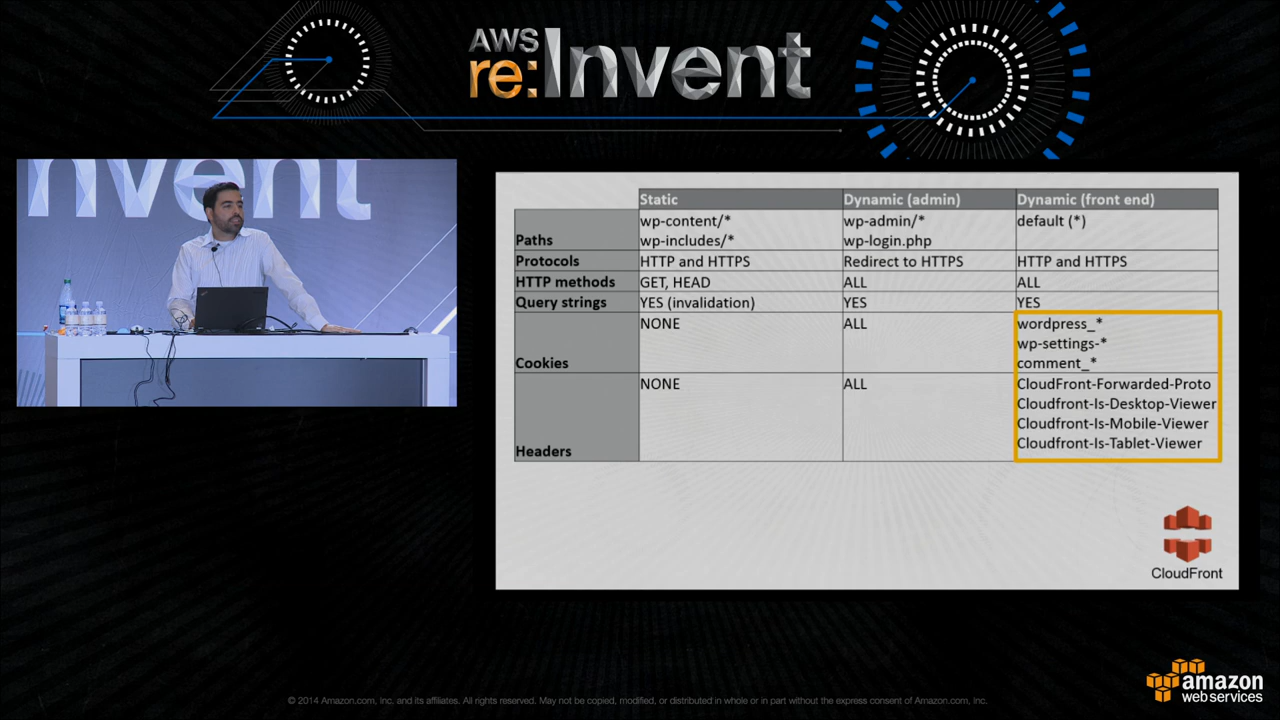 AWS
re:Invent
nvent
Static Dynamic (admin) Dynamic (front end)
Paths wp-content/* wp-admin/* default (*)
wp-includes/* wp-login.php
Protocols HTTP and HTTPS Redirect to HTTPS HTTP and HTTPS
HTTP methods GET, HEAD ALL ALL
Query strings YES (invalidation) YES YES
Cookies NONE ALL wordpress_*
wp-settings-*
comment_*
Headers NONE ALL CloudFront-Forwarded-Proto
Cloudfront-Is-Desktop-Viewer
Cloudfront-Is-Mobile-Viewer
Cloudfront-Is-Tablet-Viewer
CloudFront
amazon
web services
© 2014 Amazon.com, Inc. and its affiliates. All rights reserved. May not be copied, modified, or distributed in whole or in part without the express consent of Amazon.com, Inc.